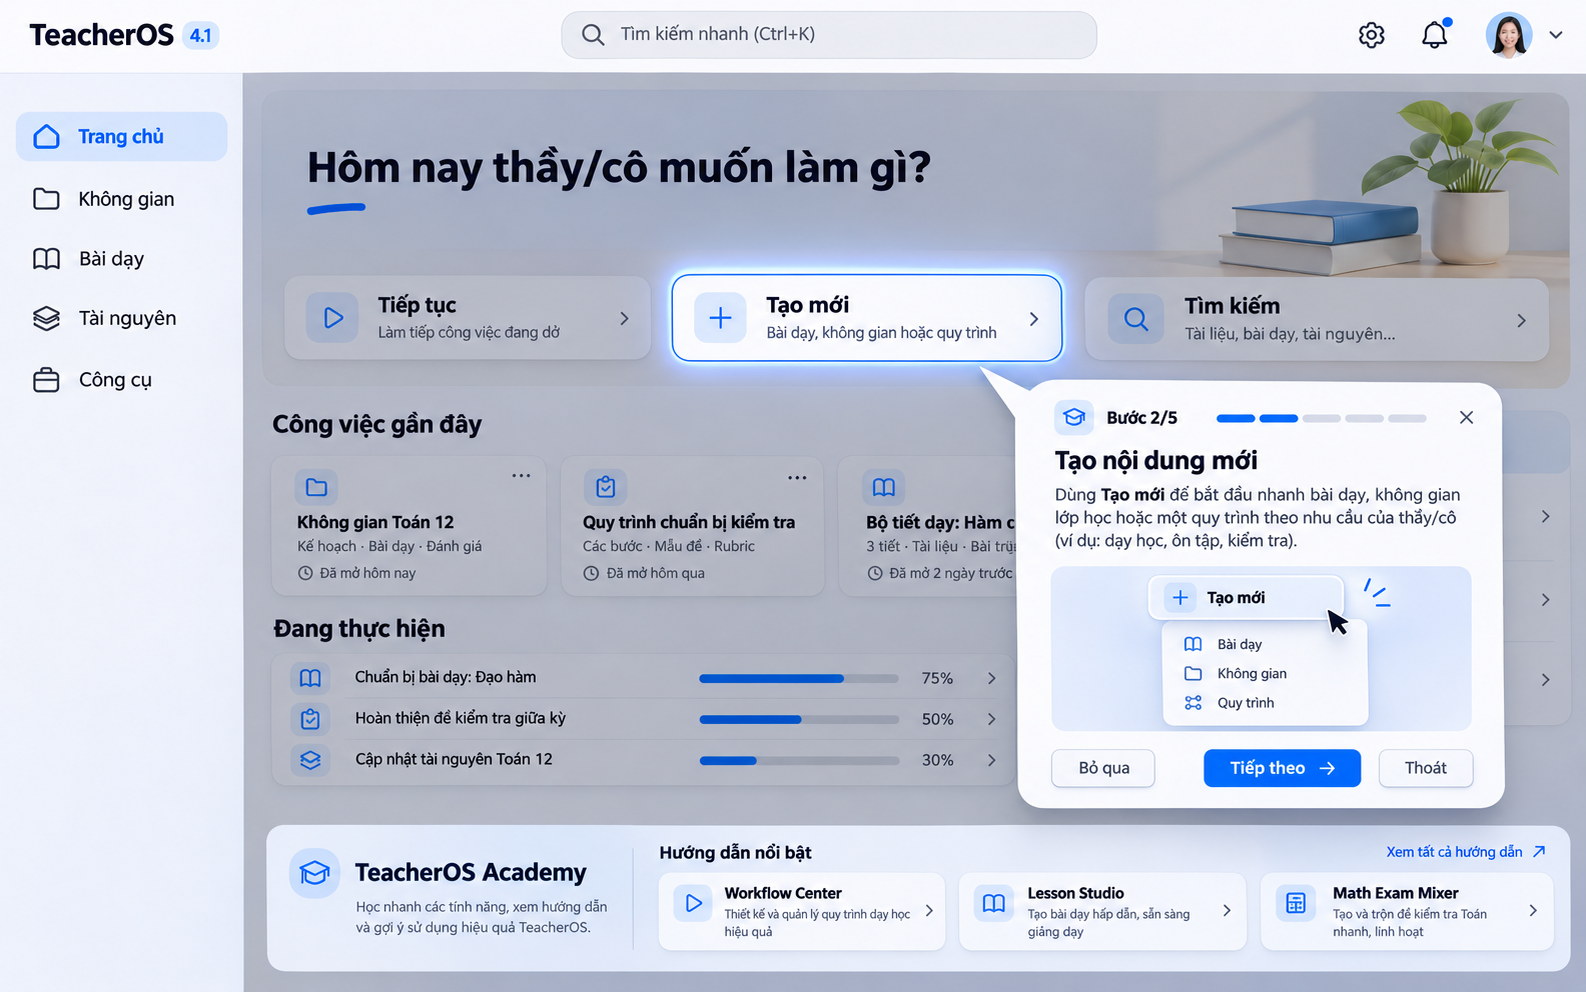 TeacherOS 4.1
Tìm kiếm nhanh (Ctrl+K)
Trang chủ
Không gian
Bài dạy
Tài nguyên
Công cụ
Hôm nay thầy/cô muốn làm gì?
Tiếp tục
Làm tiếp công việc đang dở
Tạo mới
Bài dạy, không gian hoặc quy trình
Tìm kiếm
Tài liệu, bài dạy, tài nguyên...
Công việc gần đây
Không gian Toán 12
Kế hoạch · Bài dạy · Đánh giá
Đã mở hôm nay
Quy trình chuẩn bị kiểm tra
Các bước · Mẫu đề · Rubric
Đã mở hôm qua
Bộ tiết dạy: Hàm
3 tiết · Tài liệu · Bài
Đã mở 2 ngày trước
Đang thực hiện
Chuẩn bị bài dạy: Đạo hàm
75%
Hoàn thiện đề kiểm tra giữa kỳ
50%
Cập nhật tài nguyên Toán 12
30%
Bước 2/5
Tạo nội dung mới
Dùng Tạo mới để bắt đầu nhanh bài dạy, không gian
lớp học hoặc một quy trình theo nhu cầu của thầy/cô
(ví dụ: dạy học, ôn tập, kiểm tra).
Tạo mới
Bài dạy
Không gian
Quy trình
Bỏ qua
Tiếp theo
Thoát
TeacherOS Academy
Học nhanh các tính năng, xem hướng dẫn
và gợi ý sử dụng hiệu quả TeacherOS.
Hướng dẫn nổi bật
Xem tất cả hướng dẫn
Workflow Center
Thiết kế và quản lý quy trình dạy học
hiệu quả
Lesson Studio
Tạo bài dạy hấp dẫn, sẵn sàng
giảng dạy
Math Exam Mixer
Tạo và trộn đề kiểm tra Toán
nhanh, linh hoạt